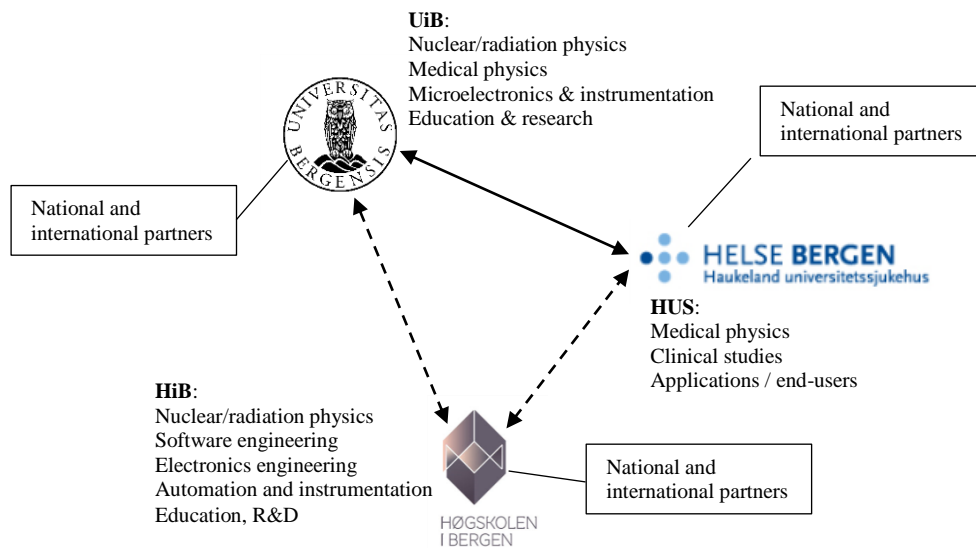 UiB:
Nuclear/radiation physics
Medical physics
Microelectronics & instrumentation
Education & research
UNIVERSITAS
BERGENSIS
National and
international partners
National and
international partners
HELSE BERGEN
Haukeland universitetssjukehus
HUS:
Medical physics
Clinical studies
Applications / end-users
HiB:
Nuclear/radiation physics
Software engineering
Electronics engineering
Automation and instrumentation
Education, R&D
HØGSKOLEN
I BERGEN
National and
international partners